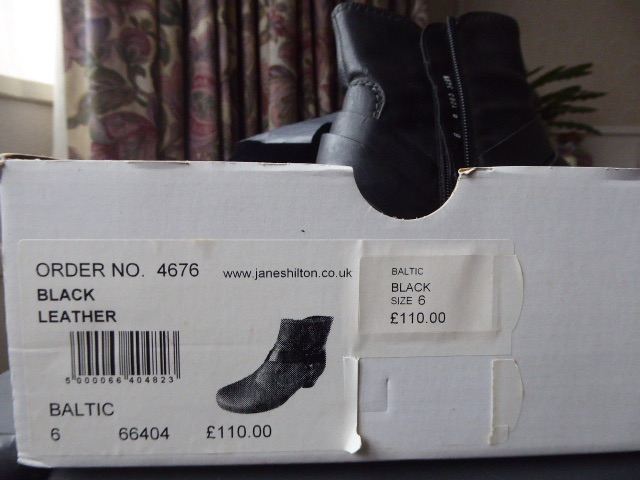 ORDER NO. 4676
www.janeshilton.co.uk
BLACK
LEATHER
5 000066 404823
BALTIC
6 66404 £110.00
BALTIC
BLACK
SIZE 6
£110.00